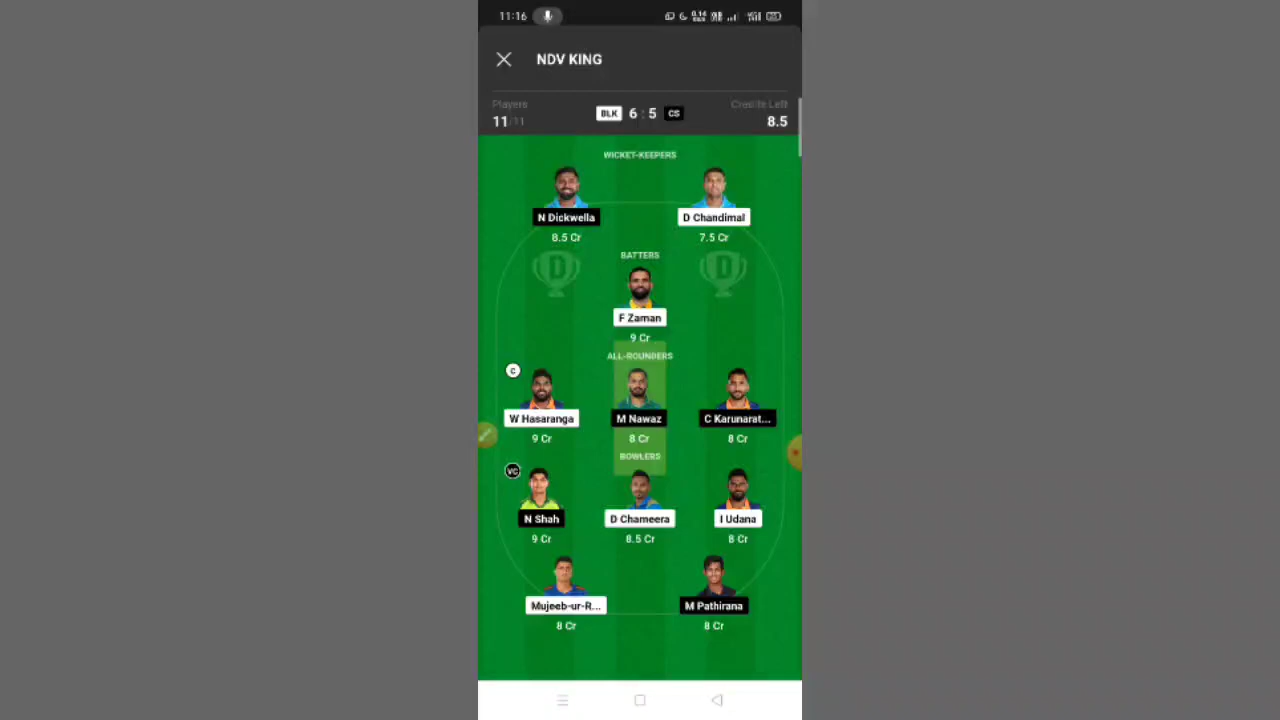 11:16
NDV KING
Players
Credits Left
11/11
BLK 6 : 5 CS
8.5
WICKET-KEEPERS
N Dickwella
D Chandimal
8.5 Cr
7.5 Cr
BATTERS
D
D
F Zaman
9 Cr
ALL-ROUNDERS
C
W Hasaranga
M Nawaz
C Karunarat...
9 Cr
8 Cr
8 Cr
BOWLERS
VC
N Shah
D Chameera
I Udana
9 Cr
8.5 Cr
8 Cr
Mujeeb-ur-R...
M Pathirana
8 Cr
8 Cr